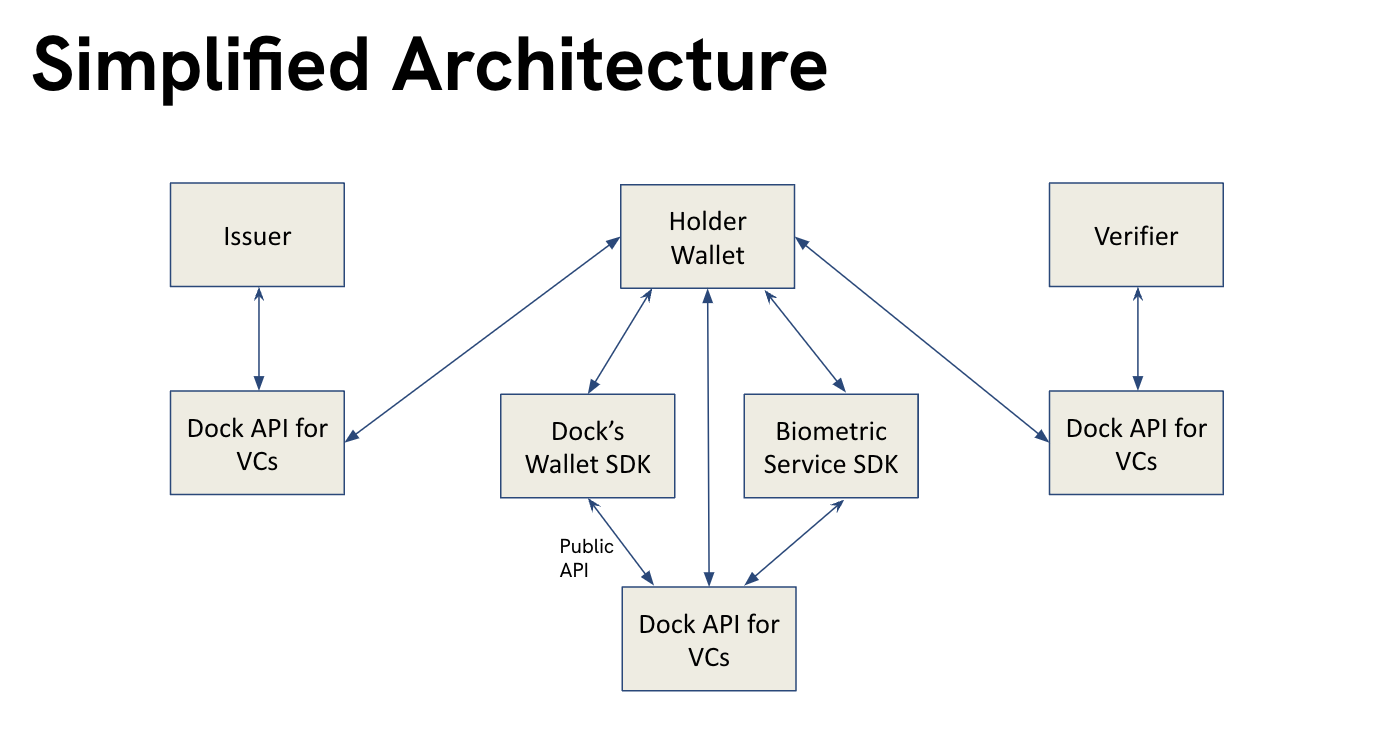 Simplified Architecture
Issuer
Holder
Wallet
Verifier
Dock API for
VCs
Dock’s
Wallet SDK
Biometric
Service SDK
Dock API for
VCs
Public
API
Dock API for
VCs